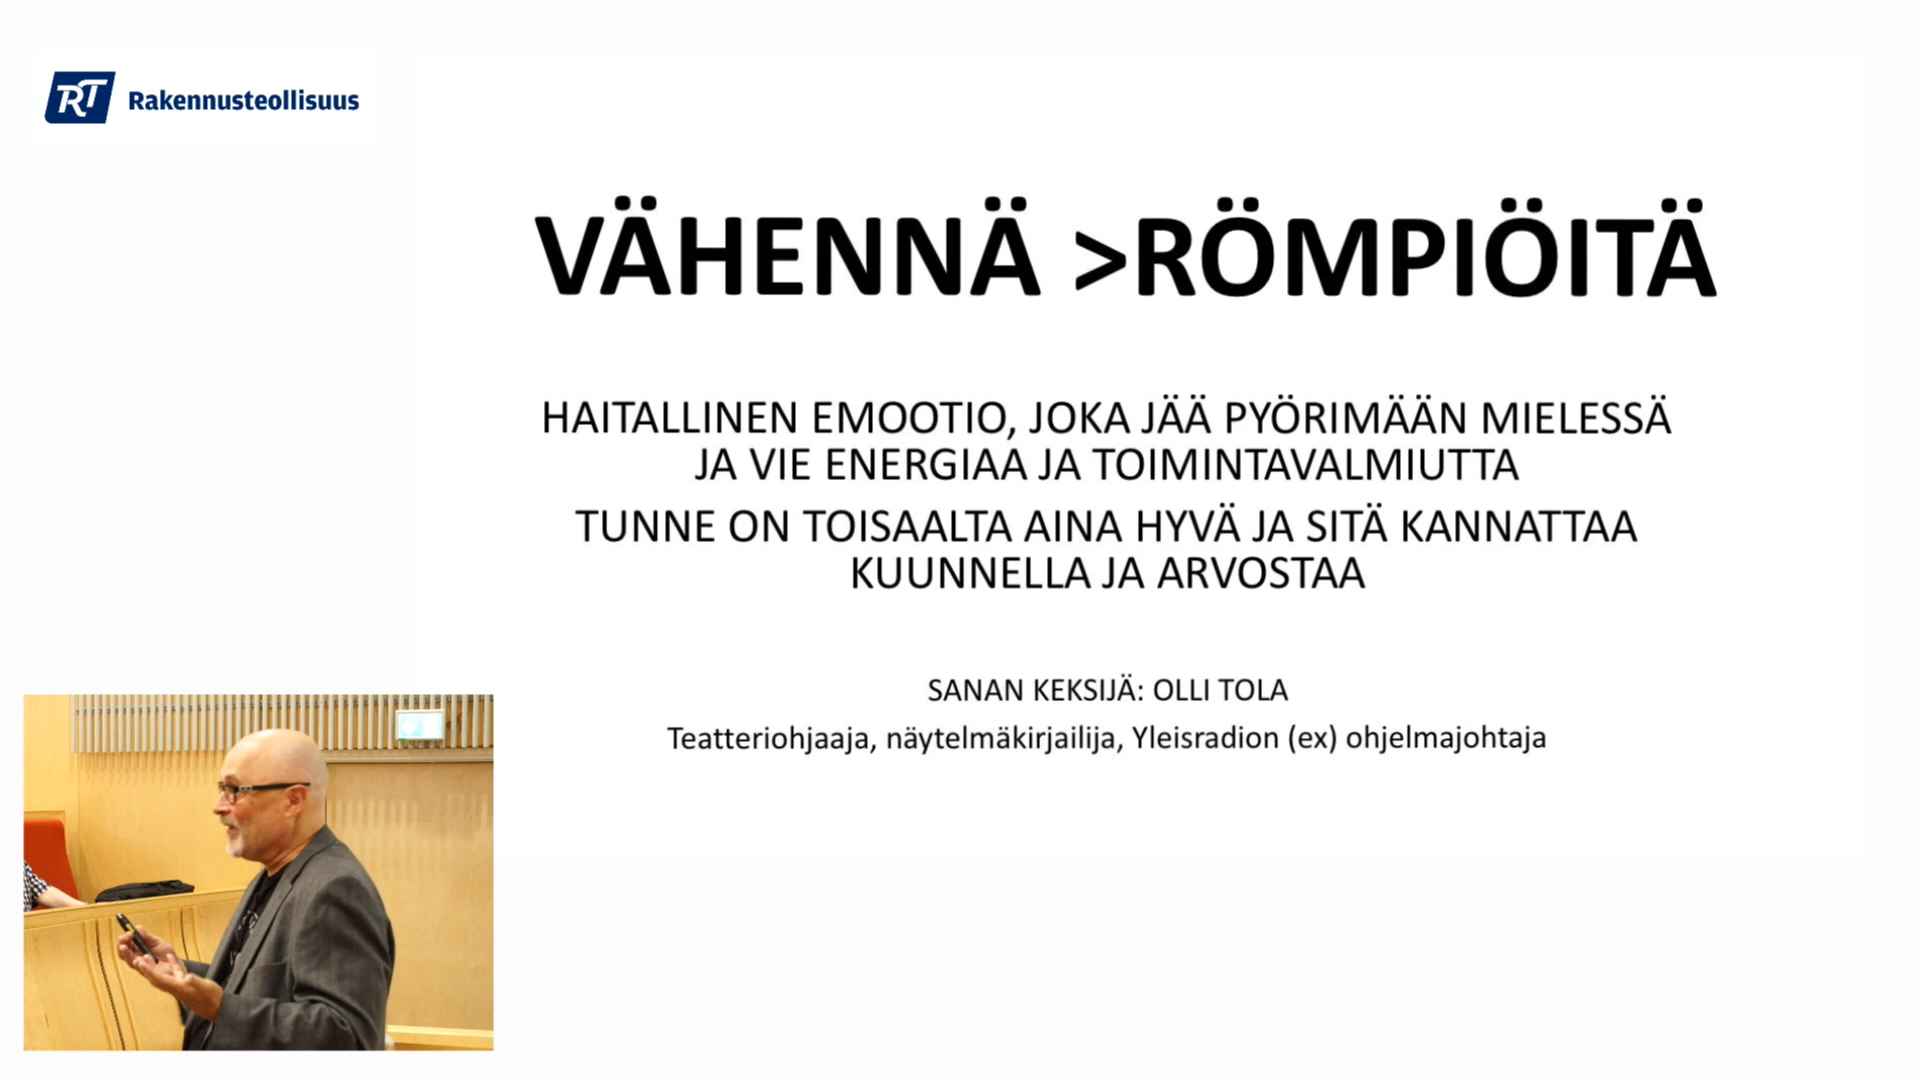 RT Rakennusteollisuus
VÄHENNÄ >RÖMPIÖITÄ
HAITALLINEN EMOOTIO, JOKA JÄÄ PYÖRIMÄÄN MIELESSÄ
JA VIE ENERGIAA JA TOIMINTAVALMIUTTA
TUNNE ON TOISAALTA AINA HYVÄ JA SITÄ KANNATTAA
KUUNNELLA JA ARVOSTAA
SANAN KEKSIJÄ: OLLI TOLA
Teatteriohjaaja, näytelmäkirjailija, Yleisradion (ex) ohjelmajohtaja